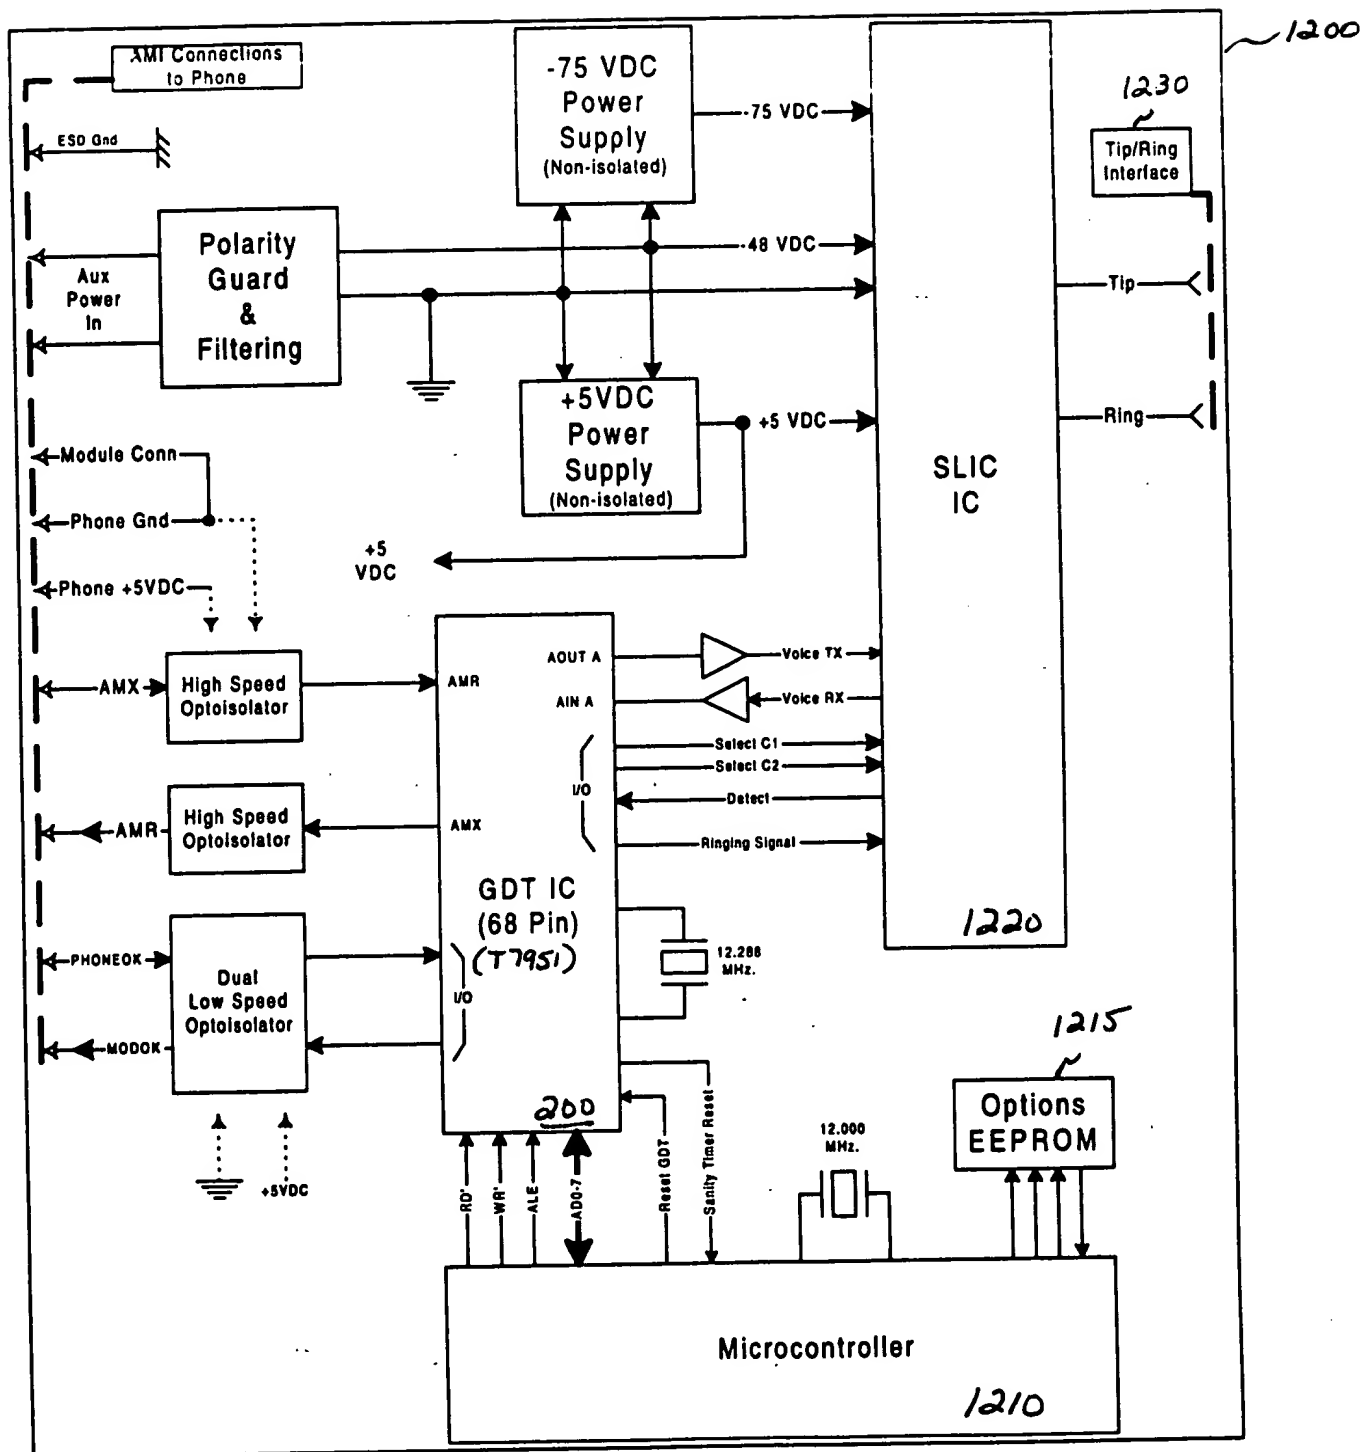 1200
AMI Connections
to Phone
ESD Gnd
-75 VDC
Power
Supply
(Non-isolated)
-75 VDC
1230
Tip/Ring
Interface
Polarity
Guard
&
Filtering
Aux
Power
In
-48 VDC
Tip
+5VDC
Power
Supply
(Non-isolated)
+5 VDC
Ring
SLIC
IC
Module Conn
Phone Gnd
Phone +5VDC
+5
VDC
AMX
High Speed
Optoisolator
AMR
AOUT A
Voice TX
AIN A
Voice RX
Select C1
Select C2
I/O
Detect
Ringing Signal
AMR
High Speed
Optoisolator
AMX
GDT IC
(68 Pin)
(T7951)
1220
PHONEOK
Dual
Low Speed
Optoisolator
MODOK
I/O
12.288
MHz.
1215
Options
EEPROM
200
+5VDC
RD'
WR'
ALE
AD0-7
Reset GDT
Sanity Timer Reset
12.000
MHz.
Microcontroller
1210